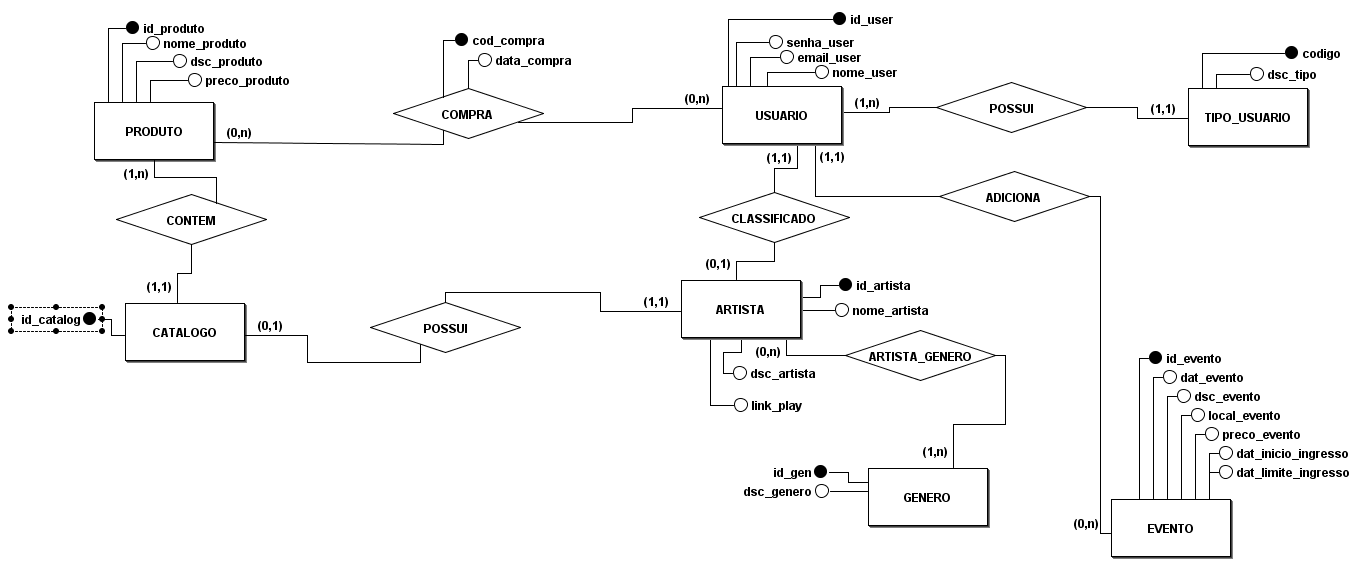 id_produto
nome_produto
dsc_produto
preco_produto
PRODUTO
(0,n)
(1,n)
cod_compra
data_compra
COMPRA
(0,n)
id_user
senha_user
email_user
nome_user
USUARIO
(1,n)
POSSUI
(1,1)
codigo
dsc_tipo
TIPO_USUARIO
(1,1)
(1,1)
CONTEM
CLASSIFICADO
ADICIONA
(1,1)
(0,1)
id_catalog
CATALOGO
(0,1)
POSSUI
(1,1)
ARTISTA
id_artista
nome_artista
(0,n)
dsc_artista
link_play
ARTISTA_GENERO
(1,n)
id_gen
dsc_genero
GENERO
id_evento
dat_evento
dsc_evento
local_evento
preco_evento
dat_inicio_ingresso
dat_limite_ingresso
(0,n)
EVENTO